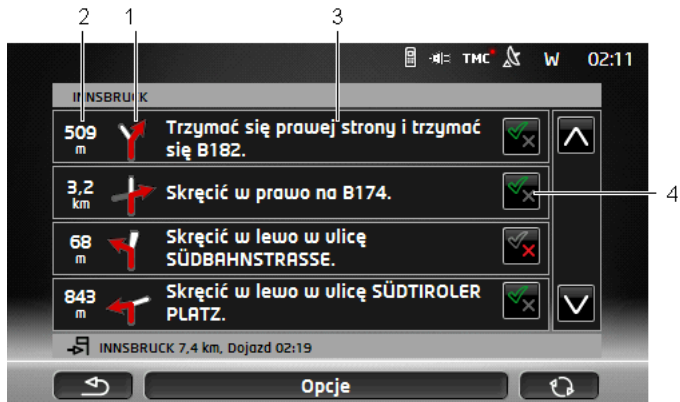 2 1 3
TMC W 02:11
INNSBRUCK
509 m
Trzymać się prawej strony i trzymać
się B182.
3,2 km
Skręcić w prawo na B174.
4
68 m
Skręcić w lewo w ulicę
SÜDBAHNSTRASSE.
843 m
Skręcić w lewo w ulicę SÜDTIROLER
PLATZ.
INNSBRUCK 7,4 km, Dojazd 02:19
Opcje